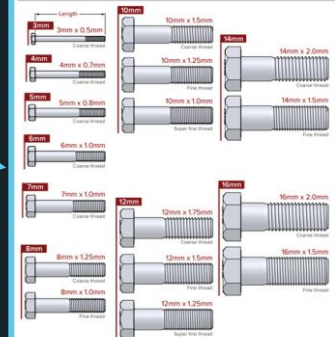 Length
3mm
3mm x 0.5mm
Coarse thread
4mm
4mm x 0.7mm
Coarse thread
5mm
5mm x 0.8mm
Coarse thread
6mm
6mm x 1.0mm
Coarse thread
7mm
7mm x 1.0mm
Coarse thread
8mm
8mm x 1.25mm
Coarse thread
8mm x 1.0mm
Fine thread
10mm
10mm x 1.5mm
Coarse thread
10mm x 1.25mm
Fine thread
10mm x 1.0mm
Super fine thread
12mm
12mm x 1.75mm
Coarse thread
12mm x 1.5mm
Fine thread
12mm x 1.25mm
Super fine thread
14mm
14mm x 2.0mm
Coarse thread
14mm x 1.5mm
Fine thread
16mm
16mm x 2.0mm
Coarse thread
16mm x 1.5mm
Fine thread